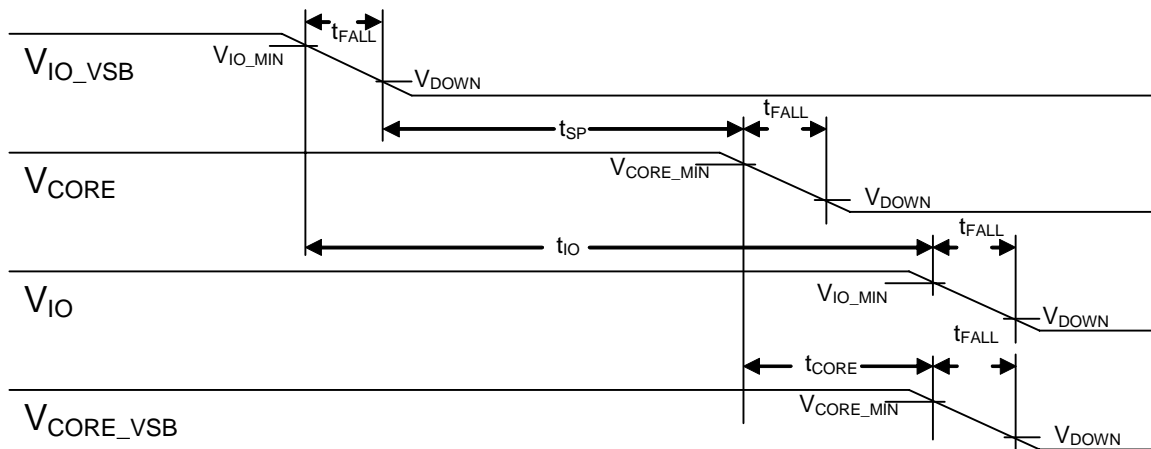 tFALL
VIO_VSB
VIO_MIN
VDOWN
tFALL
tSP
VCORE
VCORE_MIN
VDOWN
tFALL
tIO
VIO
VIO_MIN
VDOWN
tFALL
tCORE
VCORE_VSB
VCORE_MIN
VDOWN